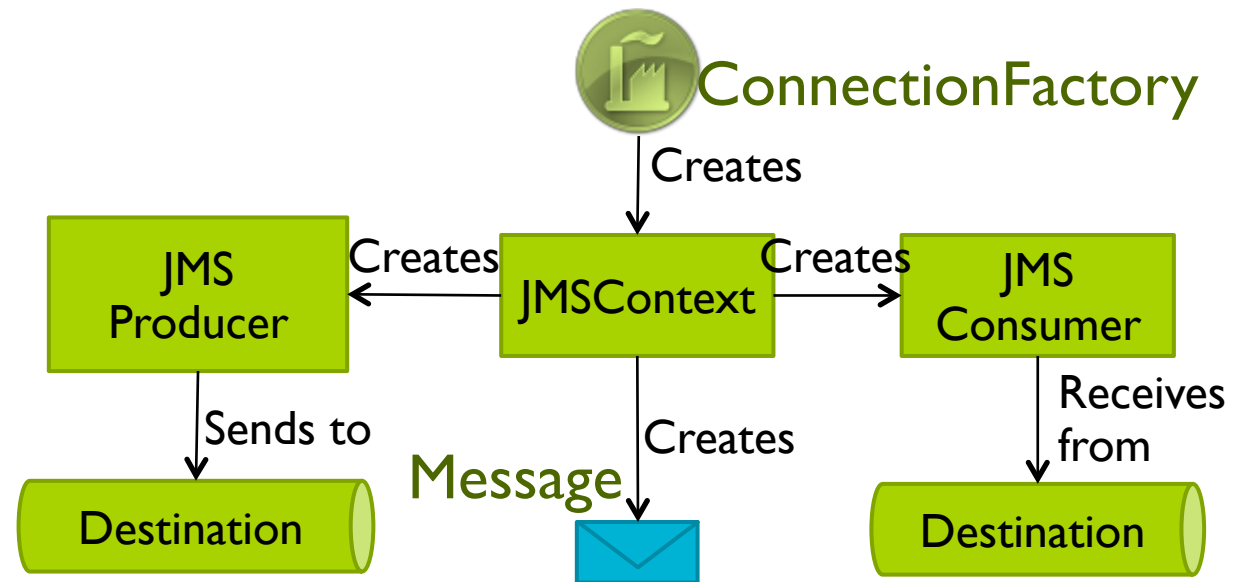 ConnectionFactory
Creates
JMS
Producer
Creates
JMSContext
Creates
JMS
Consumer
Sends to
Creates
Receives
from
Message
Destination
Destination